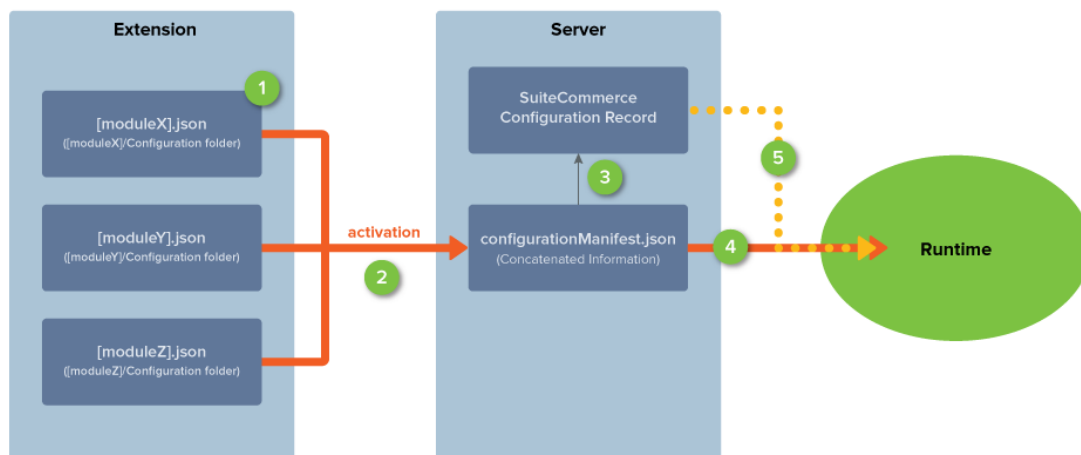 Extension
Server
1
[moduleX].json
([moduleX]/Configuration folder)
SuiteCommerce
Configuration Record
5
3
[moduleY].json
([moduleY]/Configuration folder)
activation
2
configurationManifest.json
(Concatenated Information)
4
Runtime
[moduleZ].json
([moduleZ]/Configuration folder)